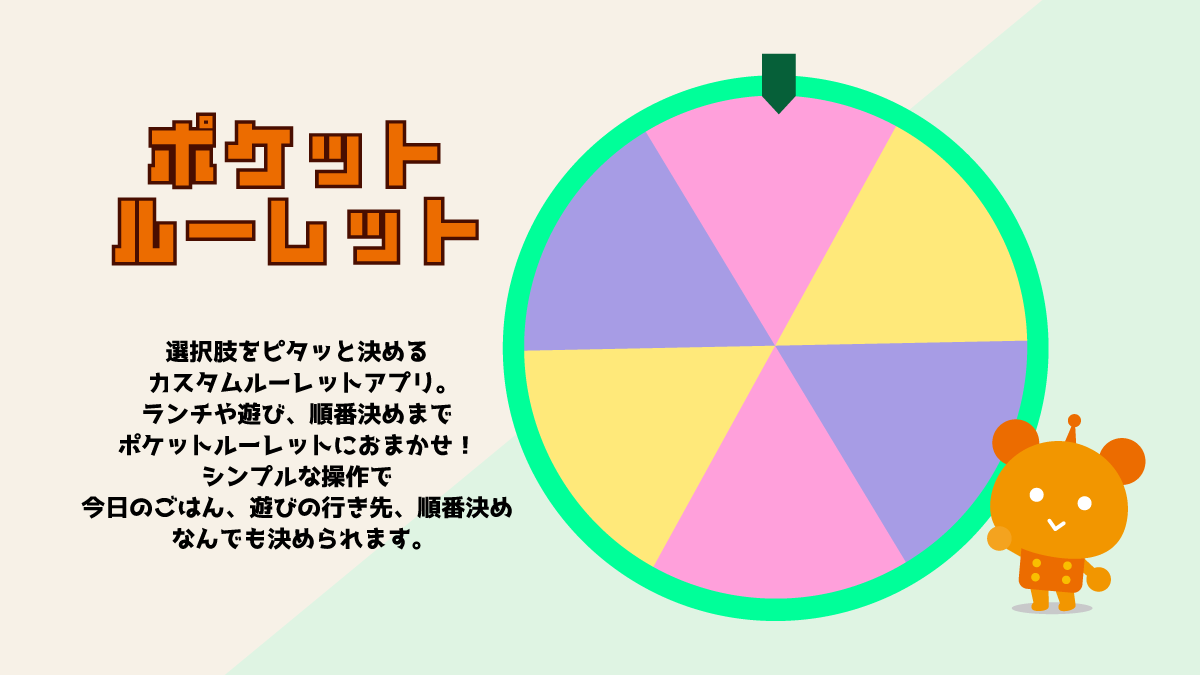 ポケット
ルーレット
選択肢をピタッと決める
カスタムルーレットアプリ。
ランチや遊び、順番決めまで
ポケットルーレットにおまかせ！
シンプルな操作で
今日のごはん、遊びの行き先、順番決め
なんでも決められます。